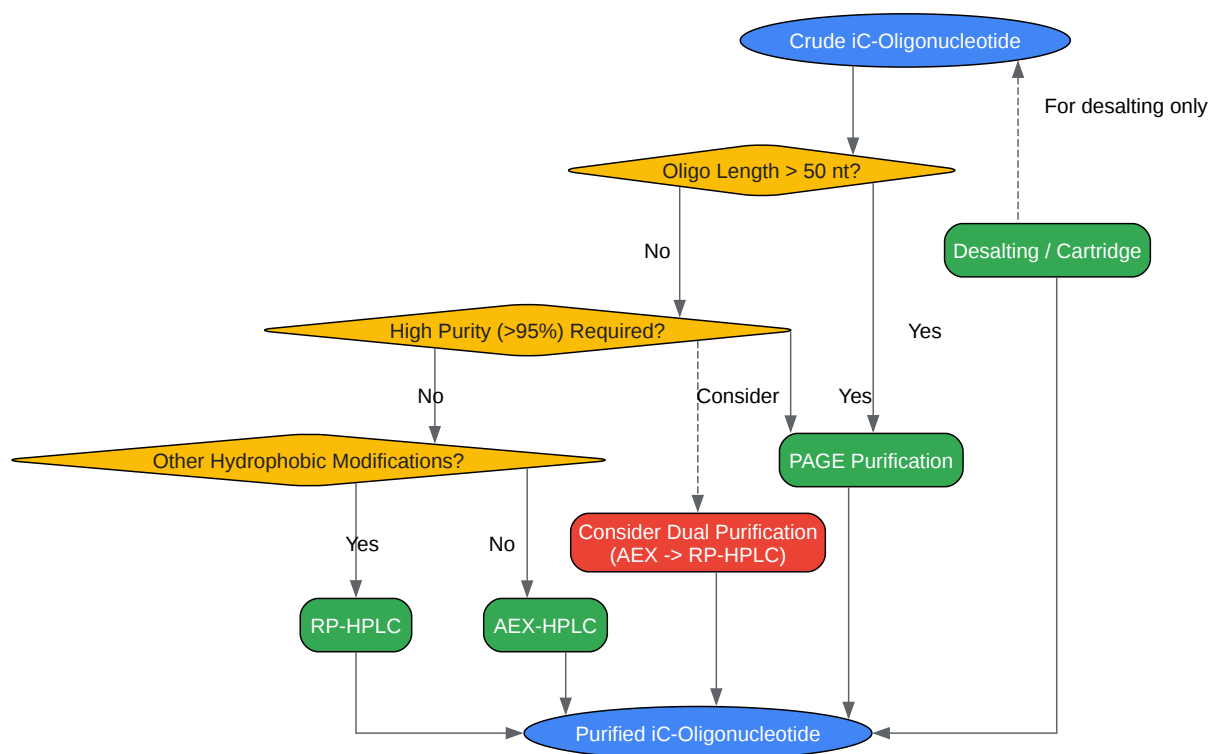 Crude iC-Oligonucleotide
For desalting only
Oligo Length > 50 nt?
Desalting / Cartridge
No
Yes
High Purity (>95%) Required?
No
Consider
Yes
Other Hydrophobic Modifications?
PAGE Purification
Yes
No
Consider Dual Purification
(AEX -> RP-HPLC)
RP-HPLC
AEX-HPLC
Purified iC-Oligonucleotide